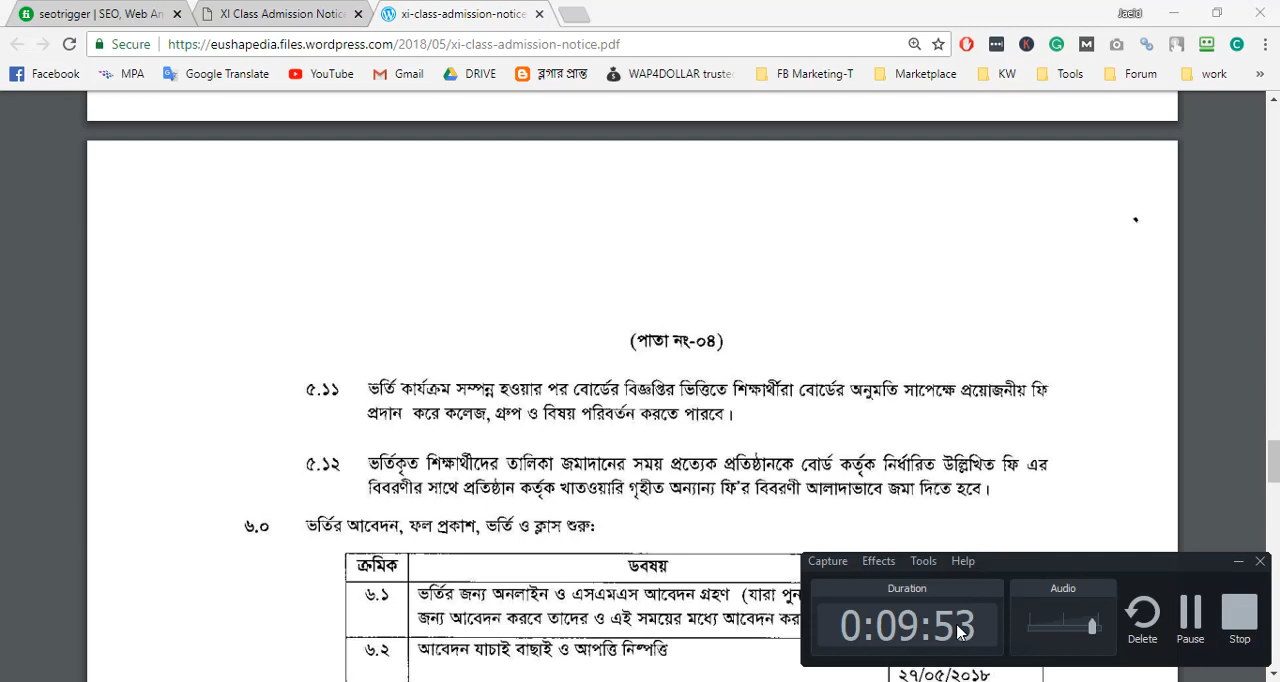 seotrigger | SEO, Web An
XI Class Admission Notic
xi-class-admission-notice
Jaeid
Secure
https://eusharmedia.files.wordpress.com/2018/05/xi-class-admission-notice.pdf
Facebook
MPA
Google Translate
YouTube
Gmail
DRIVE
ব্লগার প্রান্ত
WAP4DOLLAR truste
FB Marketing-T
Marketplace
KW
Tools
Forum
work
(পাতা নং-০৪)
৫.১১ ভর্তি কার্যক্রম সম্পন্ন হওয়ার পর বোর্ডের বিজ্ঞপ্তির ভিত্তিতে শিক্ষার্থীরা বোর্ডের অনুমতি সাপেক্ষে প্রয়োজনীয় ফি
প্রদান করে কলেজ, গ্রুপ ও বিষয় পরিবর্তন করতে পারবে।
৫.১২ ভর্তিকৃত শিক্ষার্থীদের তালিকা জমাদানের সময় প্রত্যেক প্রতিষ্ঠানকে বোর্ড কর্তৃক নির্ধারিত উল্লিখিত ফি এর
বিবরণীর সাথে প্রতিষ্ঠান কর্তৃক খাতওয়ারি গৃহীত অন্যান্য ফি'র বিবরণী আলাদাভাবে জমা দিতে হবে।
৬.০ ভর্তির আবেদন, ফল প্রকাশ, ভর্তি ও ক্লাস শুরু:
ক্রমিক ডবষয়
৬.১ ভর্তির জন্য অনলাইন ও এসএমএস আবেদন গ্রহণ (যারা পুন
জন্য আবেদন করবে তাদের ও এই সময়ের মধ্যে আবেদন কর
৬.২ আবেদন যাচাই বাছাই ও আপত্তি নিষ্পত্তি
২৭/০৫/২০১৮
Capture Effects Tools Help
Duration
0:09:53
Audio
Delete
Pause
Stop